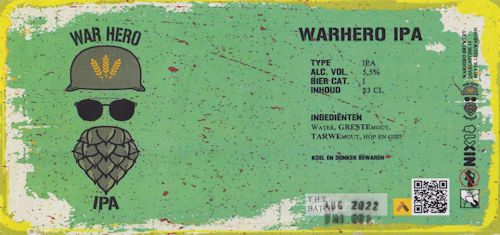 WAR HERO
IPA
WARHERO IPA
TYPE IPA
ALC. VOL. 5,5%
BIER CAT. I
INHOUD 33 CL
INGREDIËNTEN
WATER, GERSTEMOUT,
TARWEMOUT, HOP EN GIST
KOEL EN DONKER BEWAREN
T.H.T.
BATCH
AUG 2022
NIX18